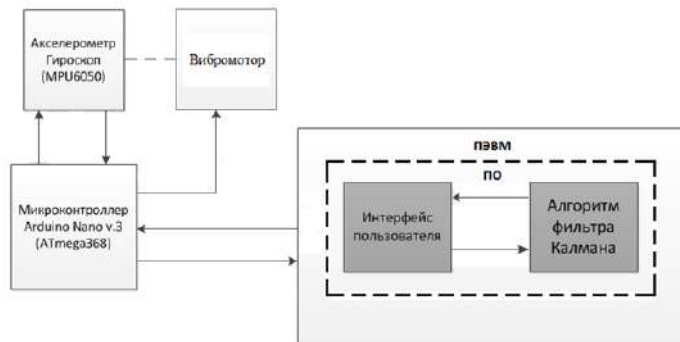 Акселерометр
Гироскоп
(MPU6050)
Вибромотор
ПЭВМ
ПО
Микроконтроллер
Arduino Nano v.3
(ATmega368)
Интерфейс
пользователя
Алгоритм
фильтра
Калмана